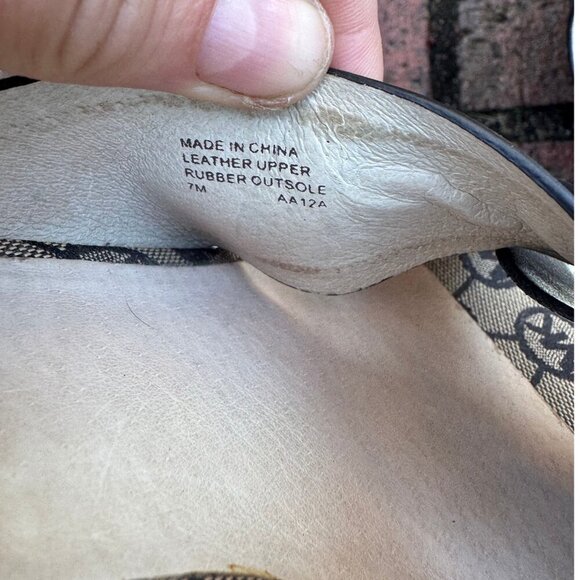 MADE IN CHINA
LEATHER UPPER
RUBBER OUTSOLE
7M AA12A